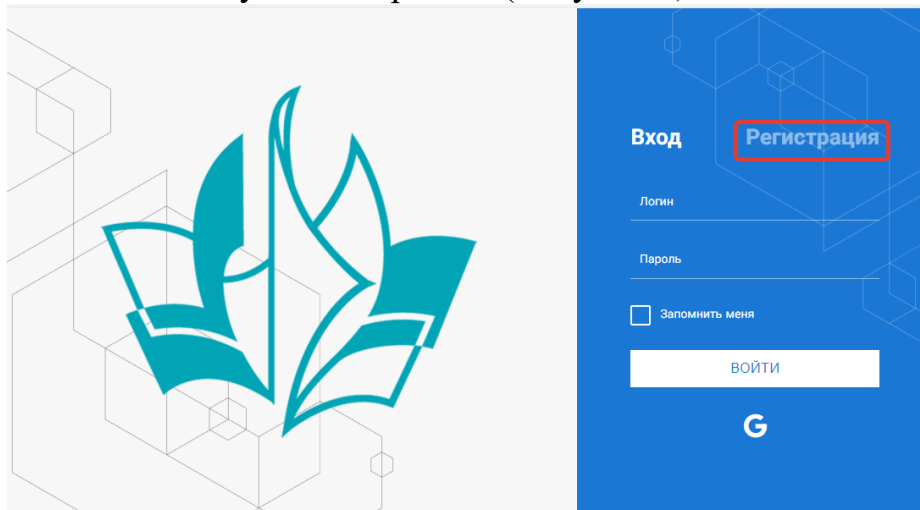 Вход Регистрация
Логин
Пароль
Запомнить меня
ВОЙТИ
G